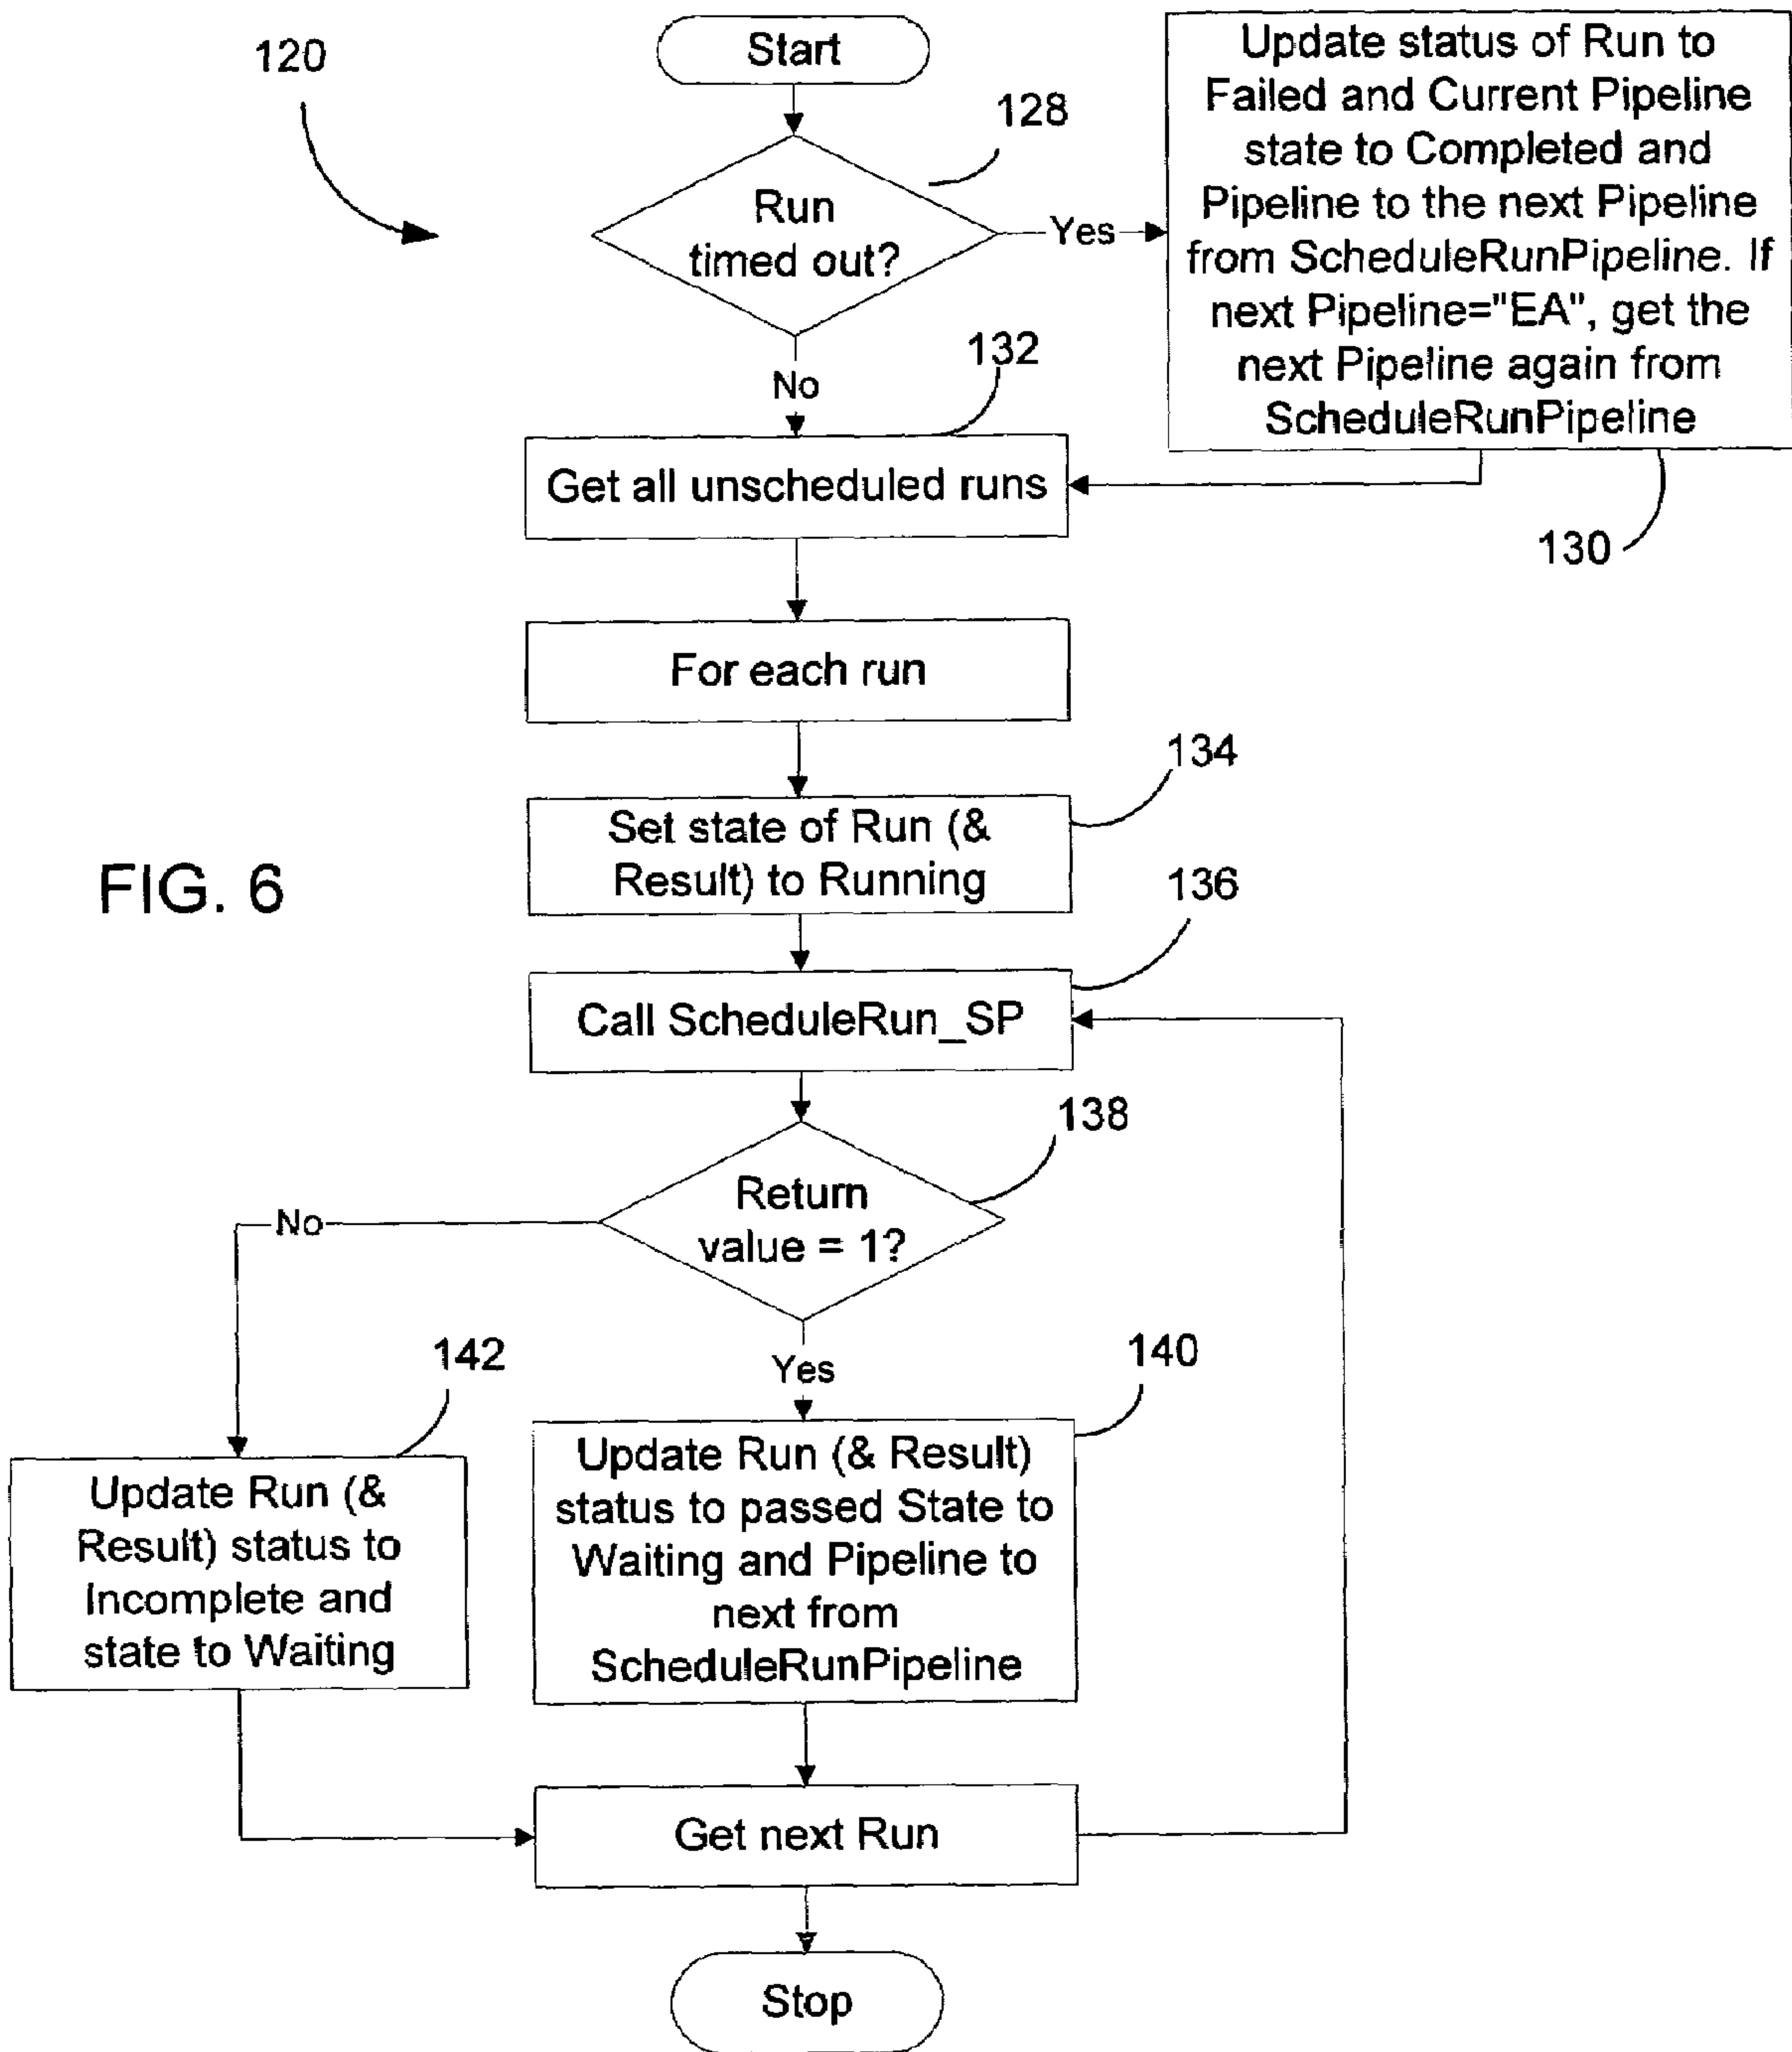 120
Start
128
Run
timed out?
Yes
Update status of Run to
Failed and Current Pipeline
state to Completed and
Pipeline to the next Pipeline
from ScheduleRunPipeline. If
next Pipeline="EA", get the
next Pipeline again from
ScheduleRunPipeline
130
No
132
Get all unscheduled runs
For each run
134
Set state of Run (&
Result) to Running
FIG. 6
136
Call ScheduleRun_SP
138
Return
value = 1?
No
Yes
142
140
Update Run (&
Result) status to
Incomplete and
state to Waiting
Update Run (& Result)
status to passed State to
Waiting and Pipeline to
next from
ScheduleRunPipeline
Get next Run
Stop